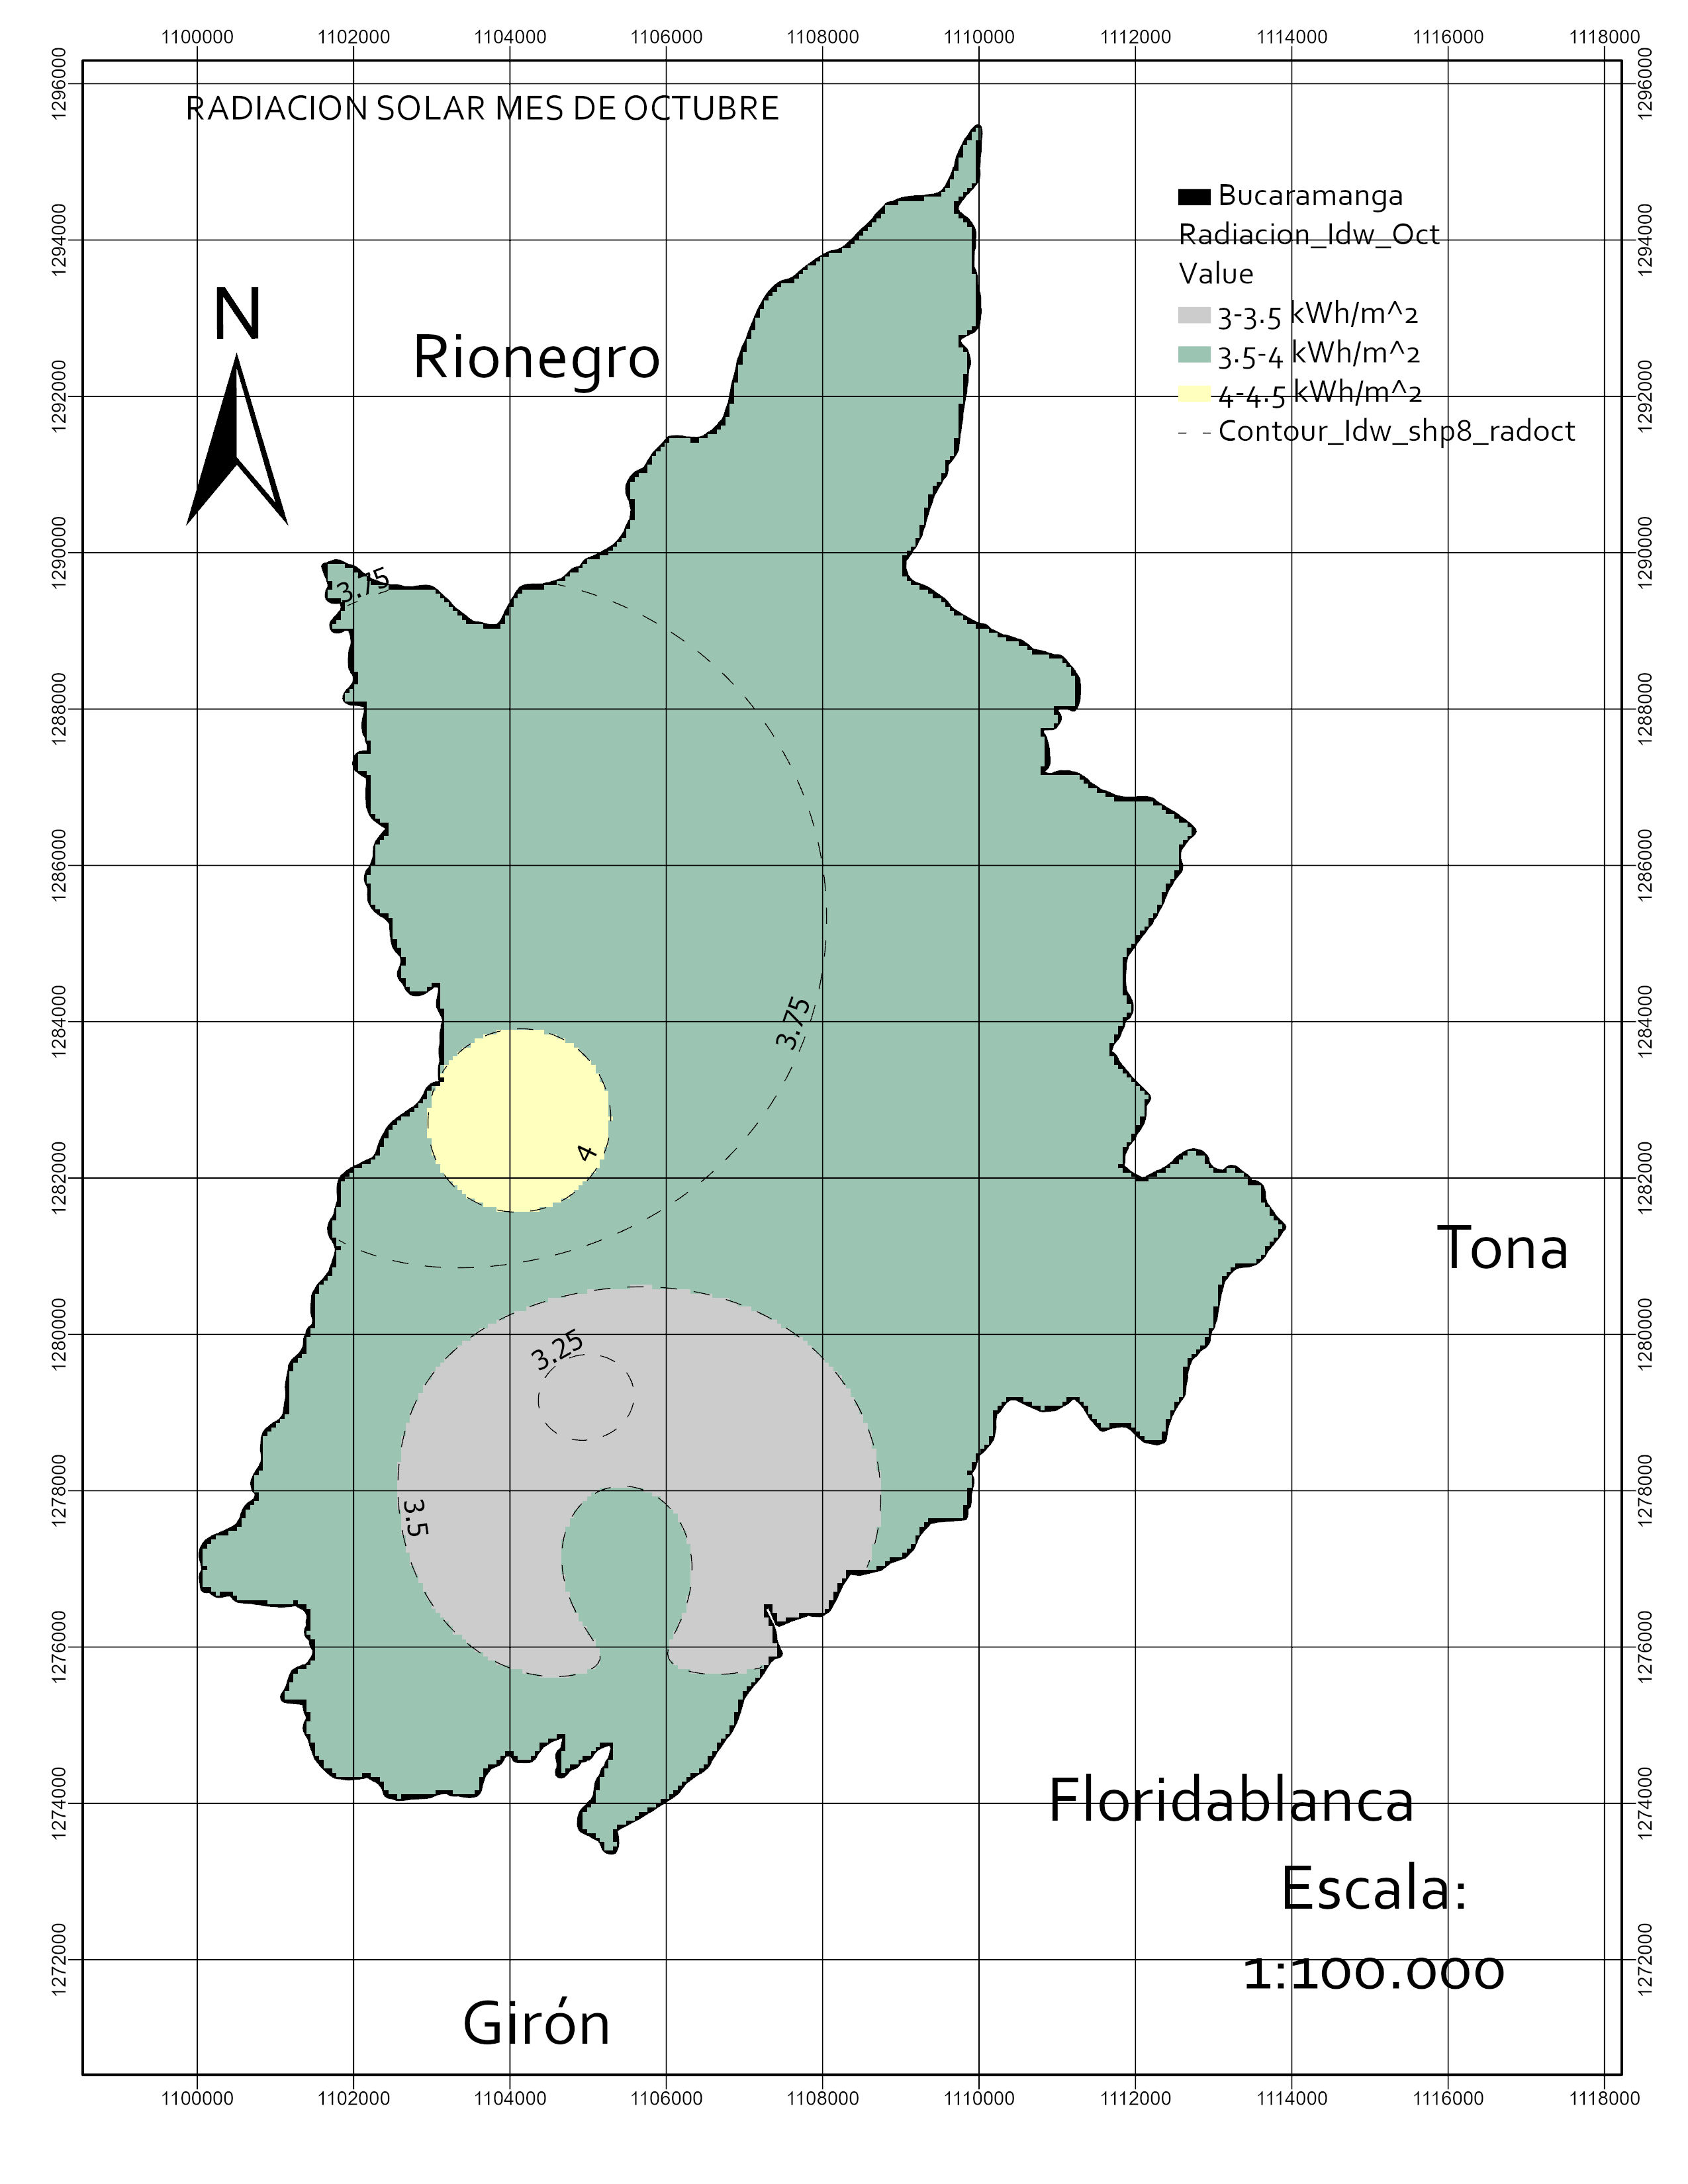 1100000 1102000 1104000 1106000 1108000 1110000 1112000 1114000 1116000 1118000
1296000 1296000
RADIACION SOLAR MES DE OCTUBRE
Bucaramanga
1294000 Radiacion_Idw_Oct 1294000
Value
N
3-3.5 kWh/m^2
Rionegro
3.5-4 kWh/m^2
1292000 4-4.5 kWh/m^2 1292000
Contour_Idw_shp8_radoct
1290000 1290000
3.75
1288000 1288000
1286000 1286000
1284000 3.75 1284000
4
1282000 1282000
Tona
1280000 3.25 1280000
1278000 3.5 1278000
1276000 1276000
1274000 Floridablanca 1274000
Escala:
1272000 1:100.000 1272000
Girón
1100000 1102000 1104000 1106000 1108000 1110000 1112000 1114000 1116000 1118000